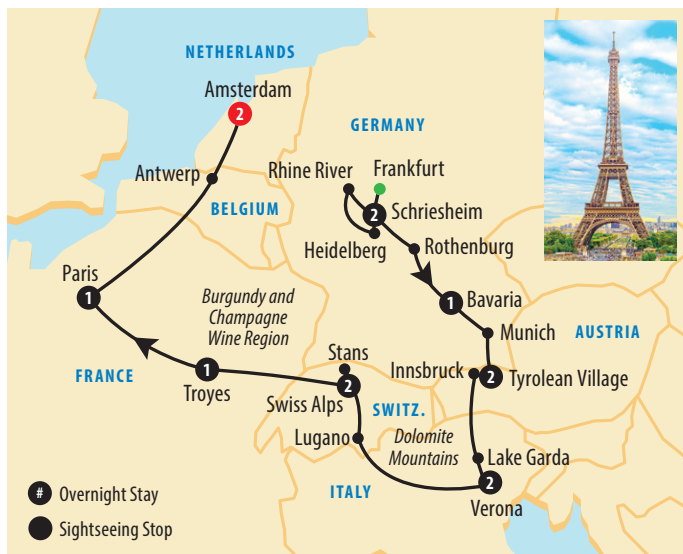 NETHERLANDS
Amsterdam
2
GERMANY
Antwerp
Rhine River
Frankfurt
BELGIUM
2
Schriesheim
Heidelberg
Rothenburg
Paris
1
Burgundy and
Champagne
Wine Region
1
Bavaria
Munich
AUSTRIA
FRANCE
1
Troyes
Stans
2
Swiss Alps
SWITZ.
Innsbruck
2
Tyrolean Village
Lugano
Dolomite
Mountains
Lake Garda
ITALY
2
Verona
# Overnight Stay
Sightseeing Stop